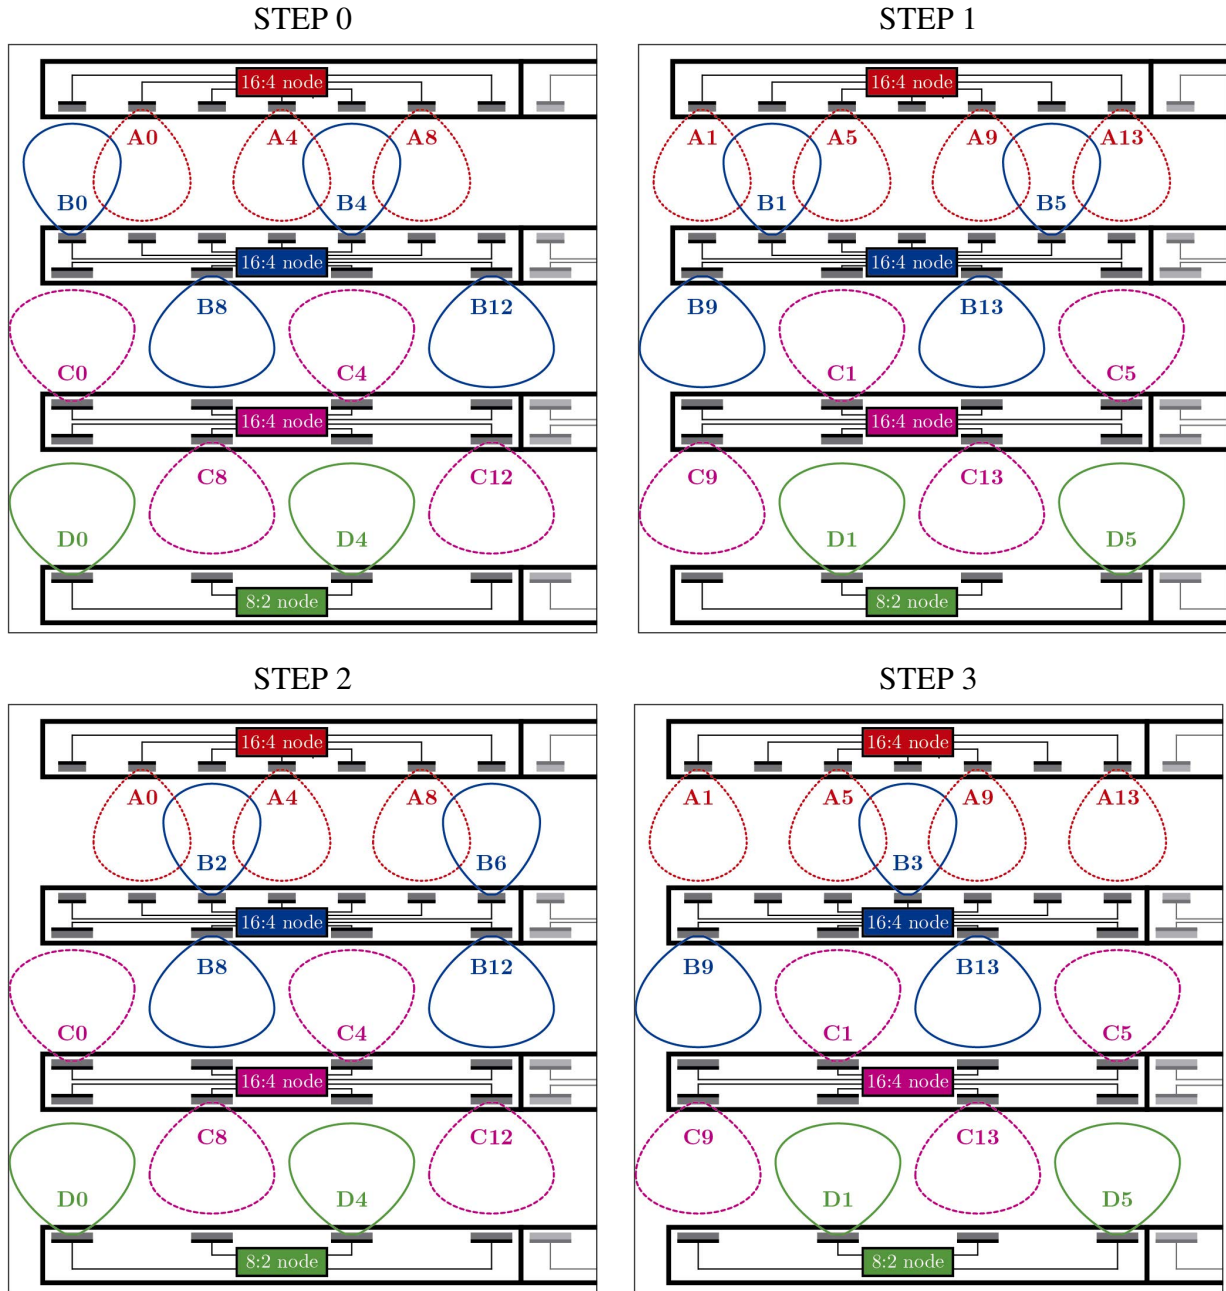 STEP 0
STEP 1
16:4 node
16:4 node
A0 A4 A8
A1 A5 A9 A13
B0 B4
B1 B5
16:4 node
16:4 node
B8 B12
B9 B13
C0 C4
C1 C5
16:4 node
16:4 node
C8 C12
C9 C13
D0 D4
D1 D5
8:2 node
8:2 node
STEP 2
STEP 3
16:4 node
16:4 node
A0 A4 A8
A1 A5 A9 A13
B2 B6
B3
16:4 node
16:4 node
B8 B12
B9 B13
C0 C4
C1 C5
16:4 node
16:4 node
C8 C12
C9 C13
D0 D4
D1 D5
8:2 node
8:2 node